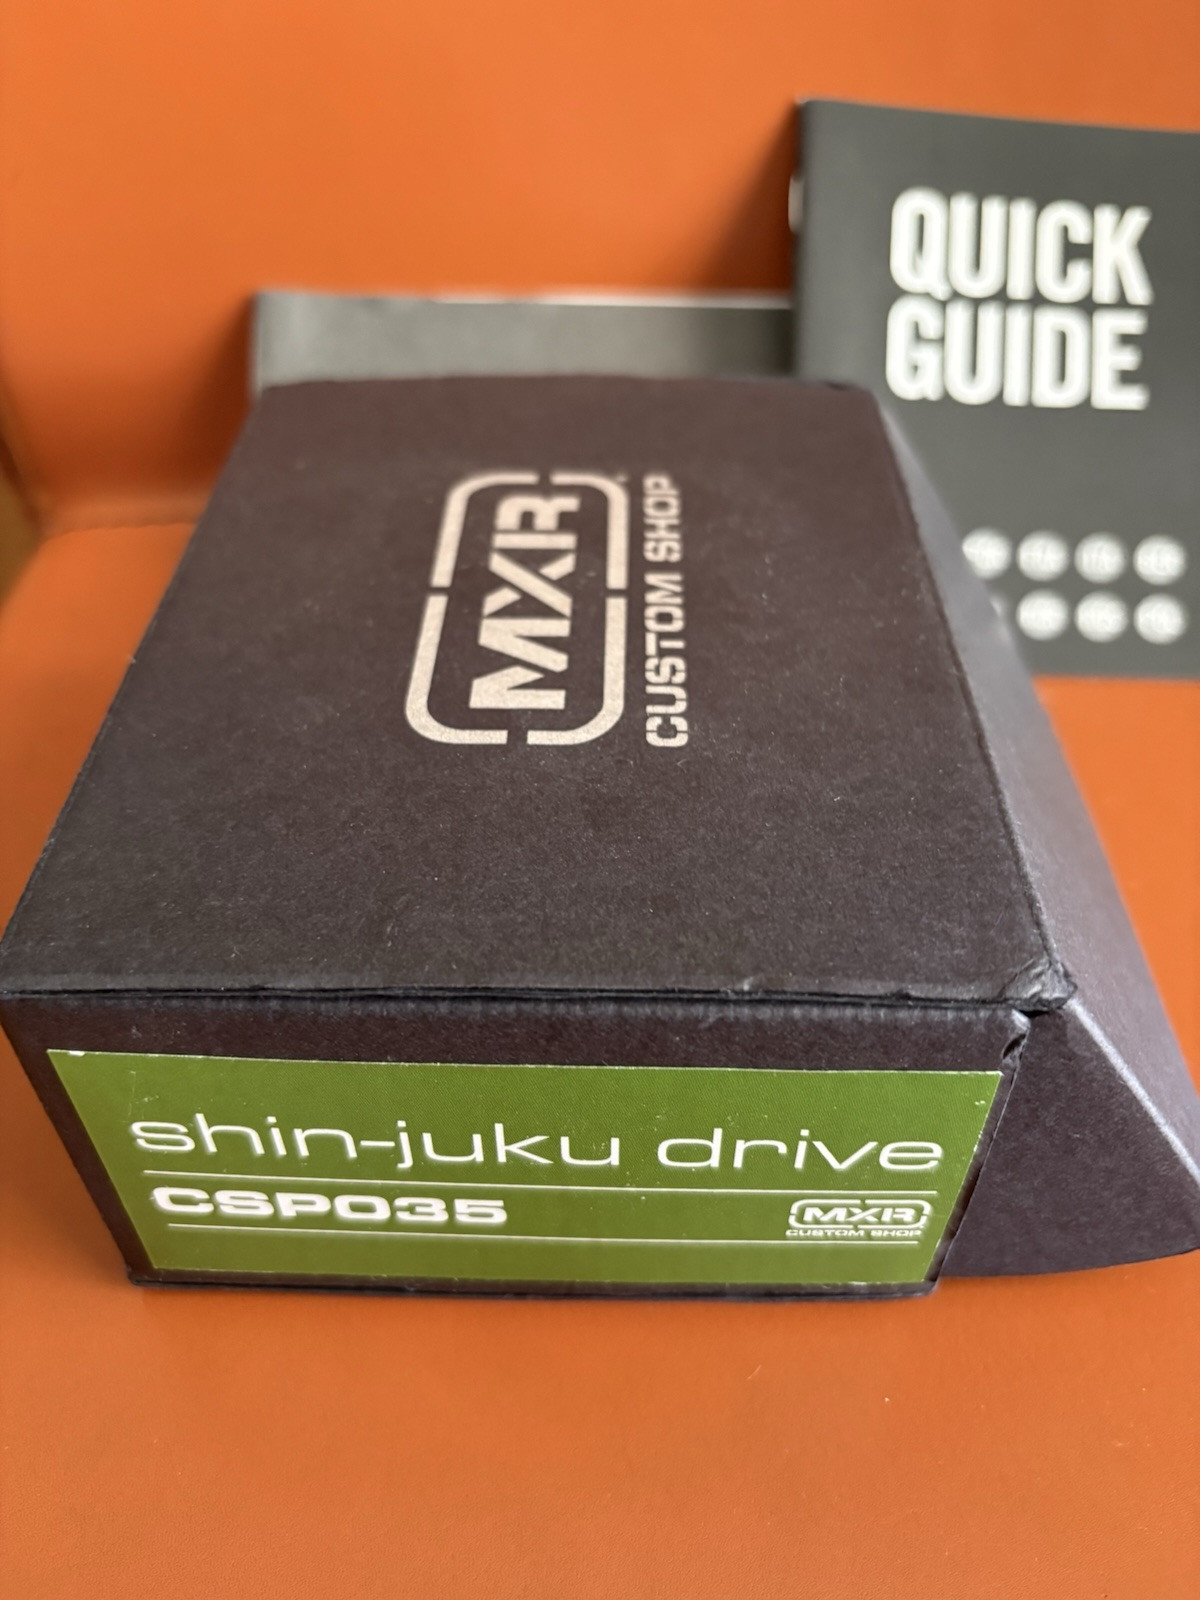 QUICK
GUIDE
MXR
CUSTOM SHOP
shin-juku drive
CSP035
MXR
CUSTOM SHOP